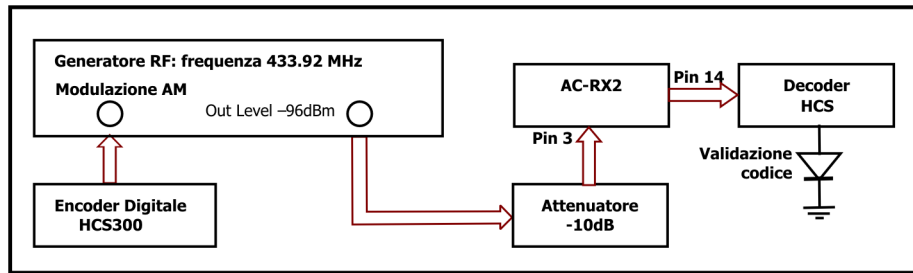 Generatore RF: frequenza 433.92 MHz
Modulazione AM
Out Level –96dBm
AC-RX2
Pin 14
Decoder
HCS
Pin 3
Validazione
codice
Encoder Digitale
HCS300
Attenuatore
-10dB